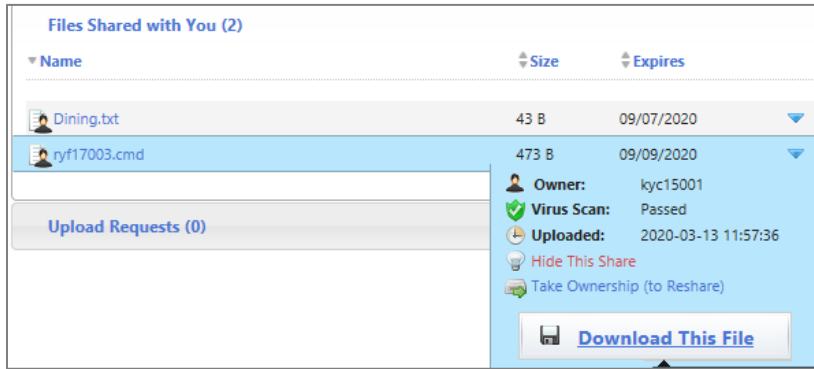 Files Shared with You (2)
Name Size Expires
Dining.txt 43 B 09/07/2020
ryf17003.cmd 473 B 09/09/2020
Owner: kyc15001
Virus Scan: Passed
Upload Requests (0)
Uploaded: 2020-03-13 11:57:36
Hide This Share
Take Ownership (to Reshare)
Download This File